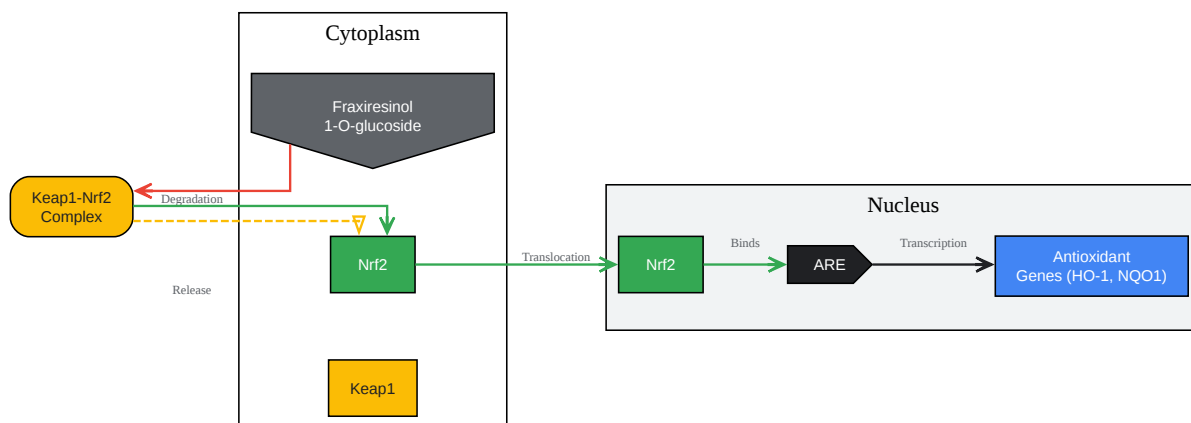 Cytoplasm
Fraxiresinol
1-O-glucoside
Keap1-Nrf2
Complex
Degradation
Release
Nrf2
Keap1
Translocation
Nucleus
Nrf2
Binds
ARE
Transcription
Antioxidant
Genes (HO-1, NQO1)